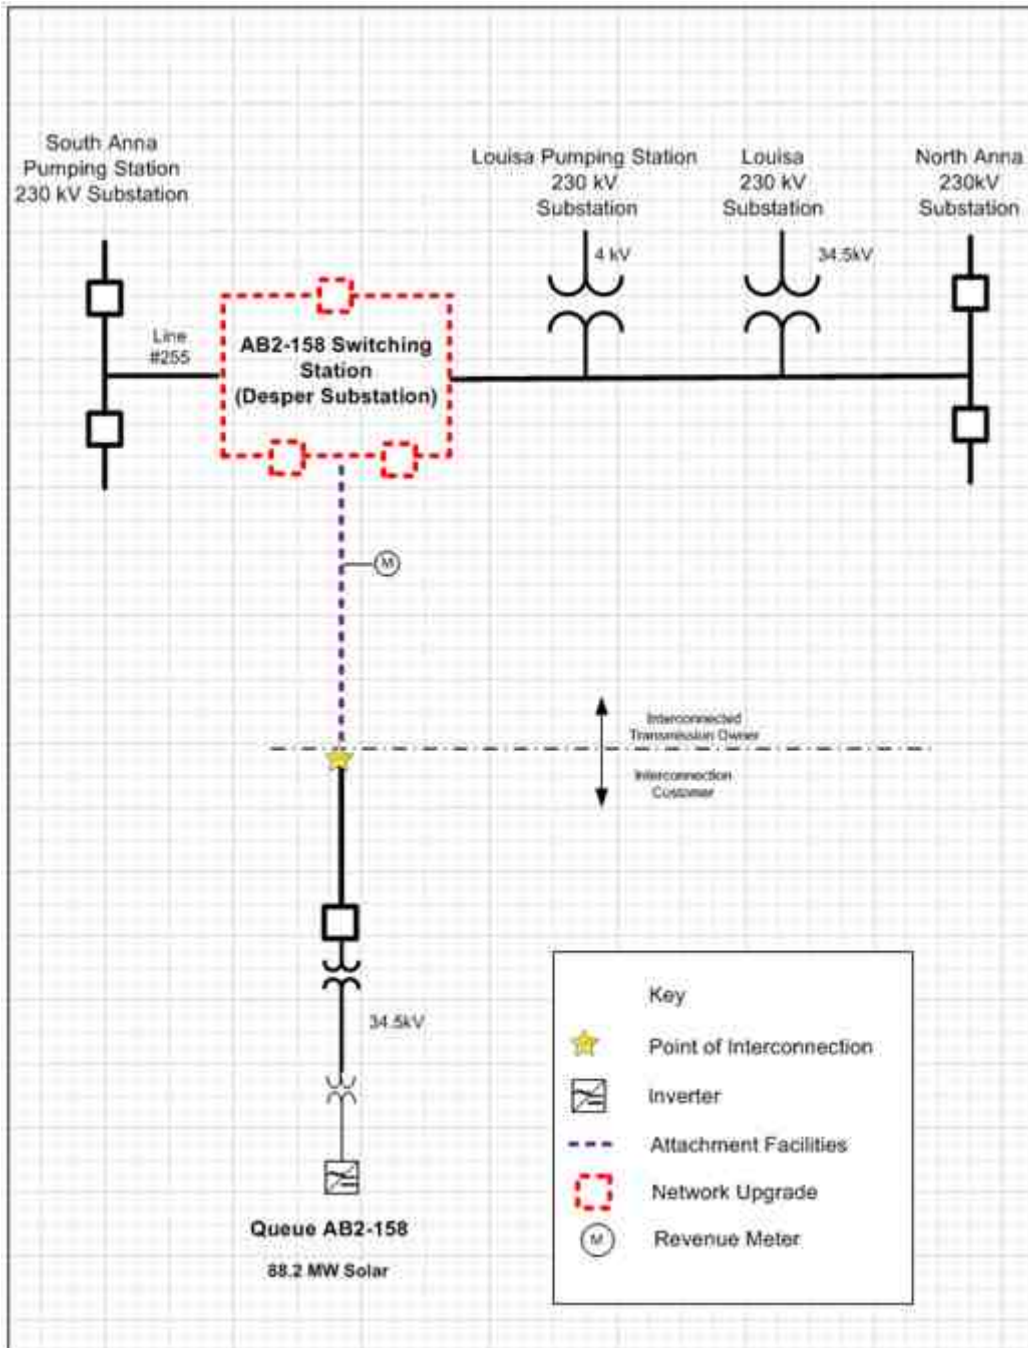 South Anna
Pumping Station
230 kV Substation
Louisa Pumping Station
230 kV
Substation
Louisa
230 kV
Substation
North Anna
230kV
Substation
4 kV
34.5kV
Line
#255
AB2-158 Switching
Station
(Desper Substation)
M
Interconnected
Transmission Owner
Interconnection
Customer
34.5kV
Queue AB2-158
88.2 MW Solar
Key
Point of Interconnection
Inverter
Attachment Facilities
Network Upgrade
M
Revenue Meter